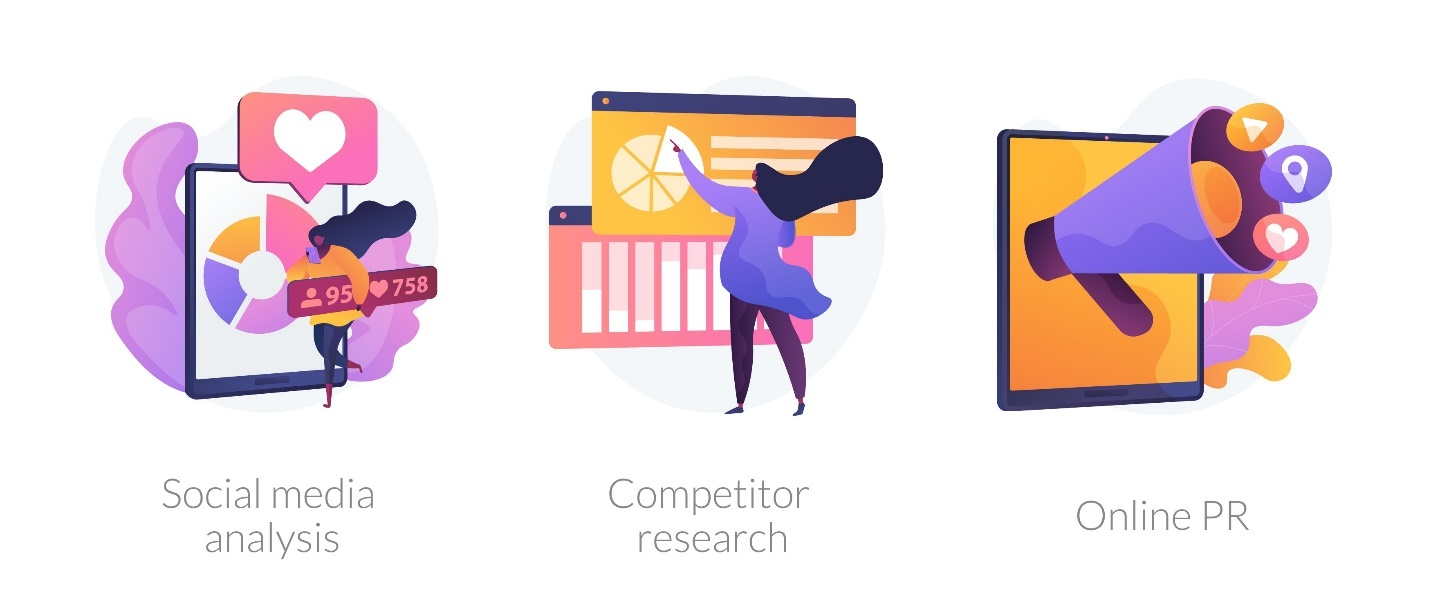 95
758
Social media
analysis
Competitor
research
Online PR